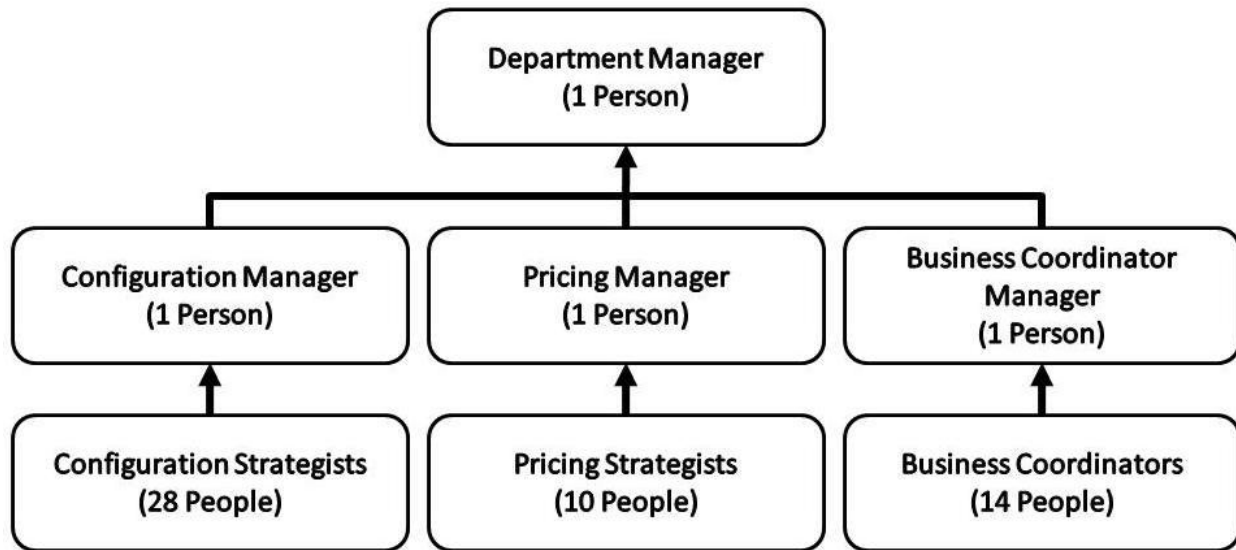 Department Manager
(1 Person)
Configuration Manager
(1 Person)
Pricing Manager
(1 Person)
Business Coordinator
Manager
(1 Person)
Configuration Strategists
(28 People)
Pricing Strategists
(10 People)
Business Coordinators
(14 People)